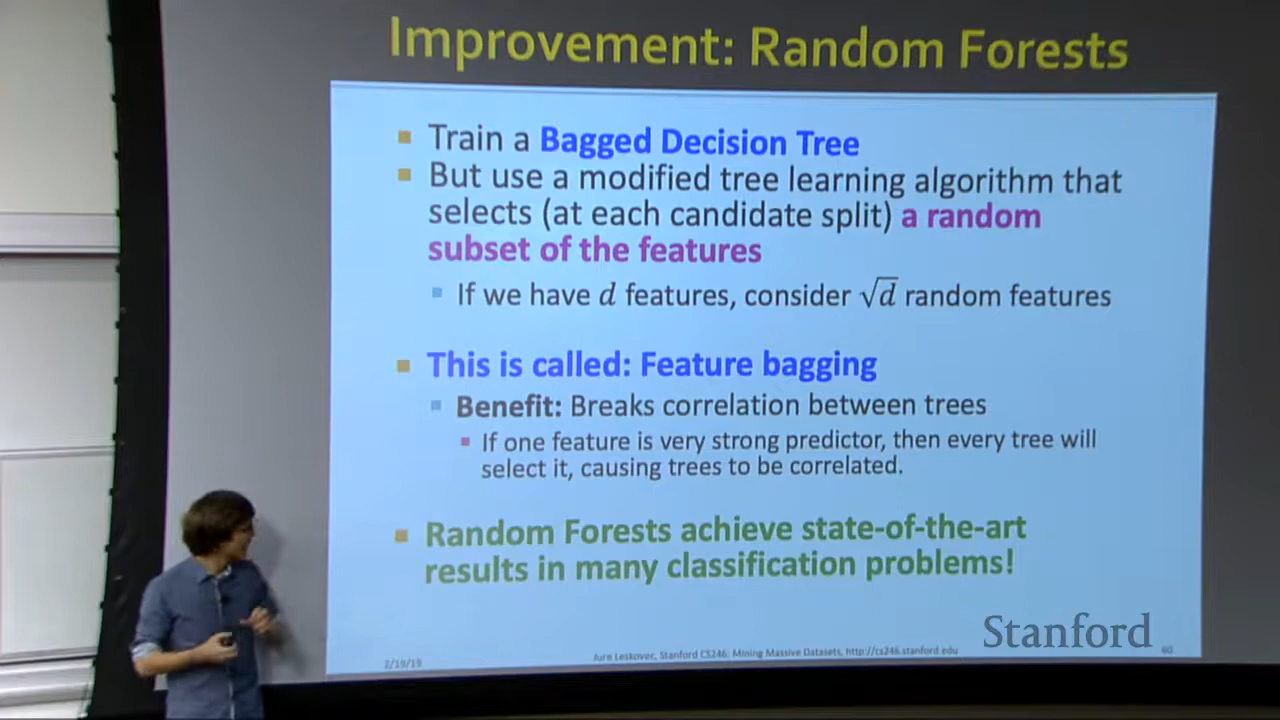 Improvement: Random Forests
Train a Bagged Decision Tree
But use a modified tree learning algorithm that
selects (at each candidate split) a random
subset of the features
If we have d features, consider √d random features
This is called: Feature bagging
Benefit: Breaks correlation between trees
If one feature is very strong predictor, then every tree will
select it, causing trees to be correlated.
Random Forests achieve state-of-the-art
results in many classification problems!
Stanford
2/19/19
Jure Leskovec, Stanford CS246: Mining Massive Datasets, http://cs246.stanford.edu
60